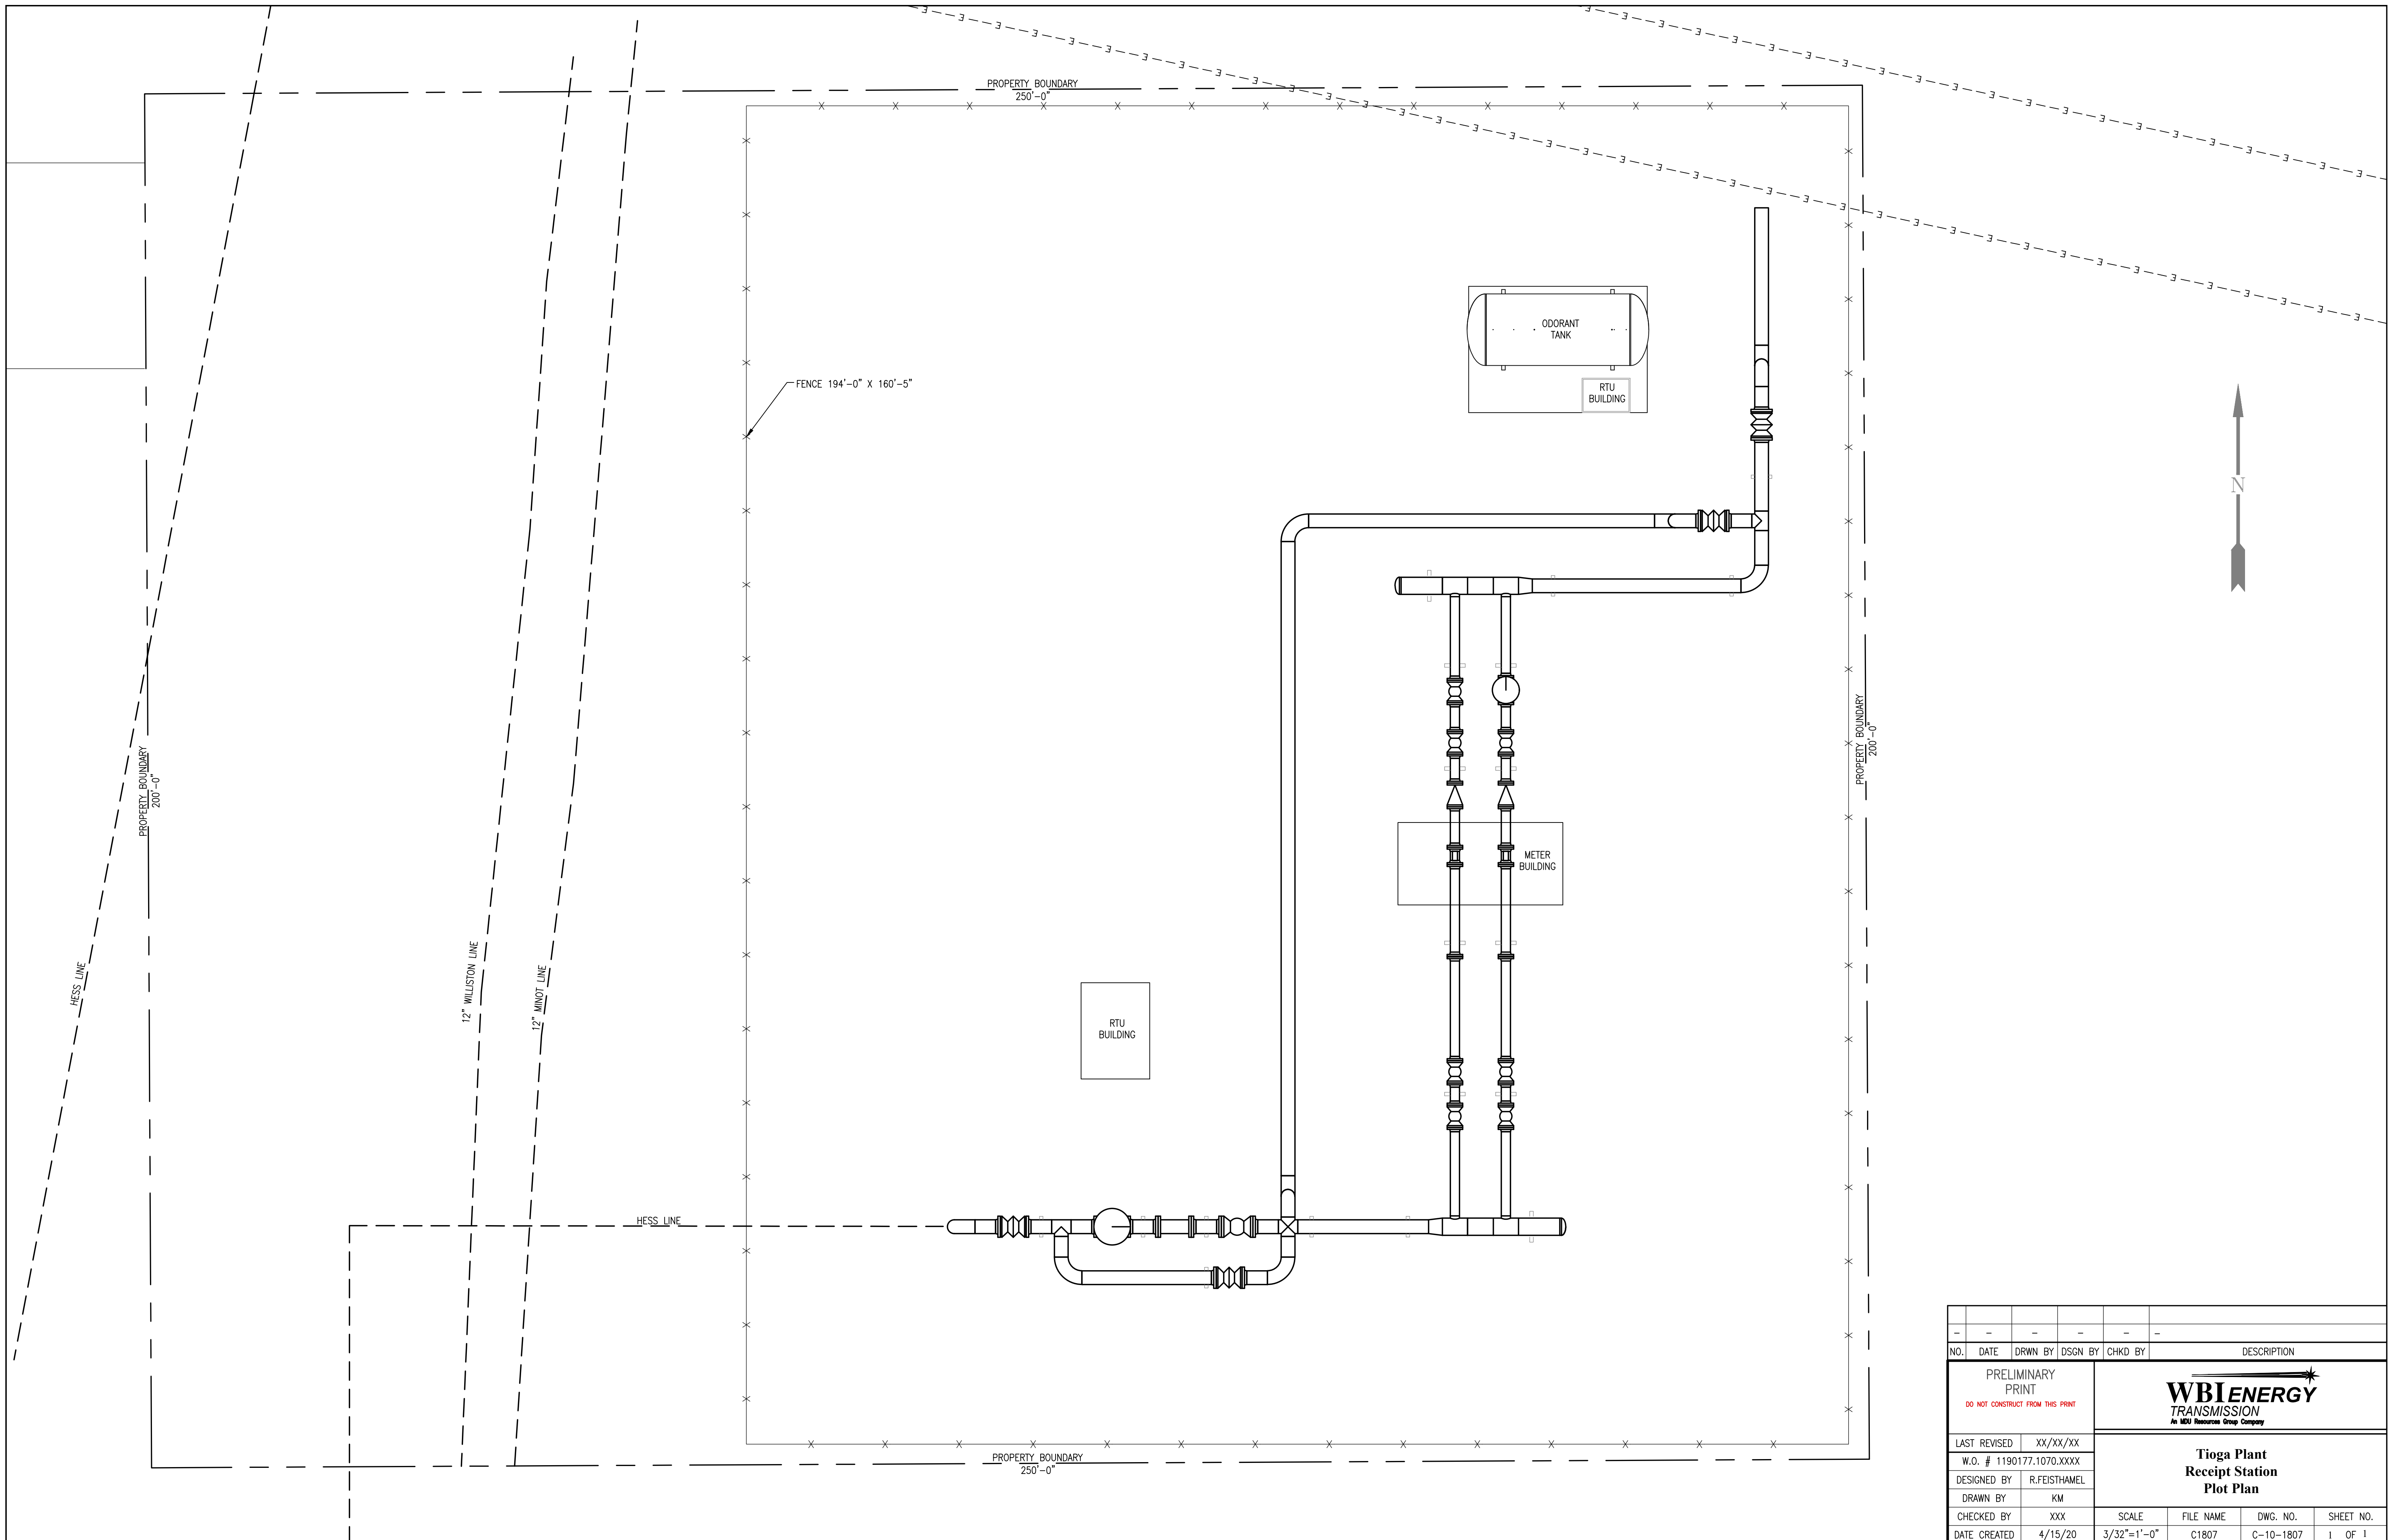 PROPERTY BOUNDARY
250'-0"
ODORANT
TANK
RTU
BUILDING
FENCE 194'-0" X 160'-5"
N
PROPERTY BOUNDARY
200'-0"
PROPERTY BOUNDARY
200'-0"
METER
BUILDING
HESS LINE
12" WILLISTON LINE
12" MINOT LINE
RTU
BUILDING
HESS LINE
PROPERTY BOUNDARY
250'-0"
- - - - - -
NO. DATE DRWN BY DSGN BY CHKD BY DESCRIPTION
PRELIMINARY
PRINT
DO NOT CONSTRUCT FROM THIS PRINT
WBI ENERGY
TRANSMISSION
An MDU Resources Group Company
LAST REVISED XX/XX/XX
W.O. # 1190177.1070.XXXX
DESIGNED BY R.FEISTHAMEL
DRAWN BY KM
CHECKED BY XXX
DATE CREATED 4/15/20
Tioga Plant
Receipt Station
Plot Plan
SCALE FILE NAME DWG. NO. SHEET NO.
3/32"=1'-0" C1807 C-10-1807 1 OF 1
E E E E E E E E E E E E E E E E E E E E E E E E E E E E E E E E E E E E E E E E
E E E E E E E E E E E E E E E E E E E E E E